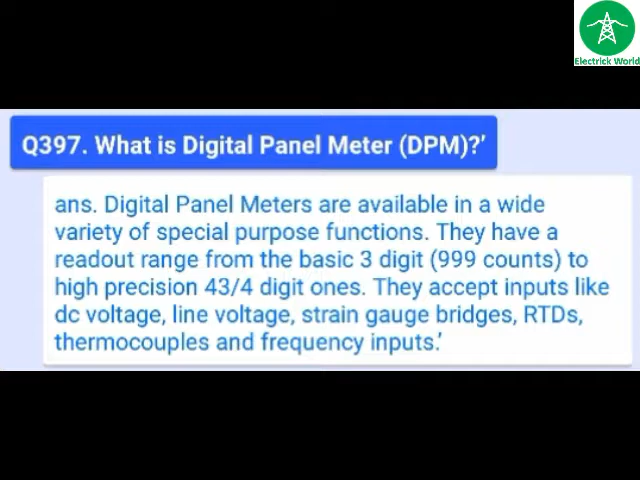 Electrick World
Q397. What is Digital Panel Meter (DPM)?'
ans. Digital Panel Meters are available in a wide
variety of special purpose functions. They have a
readout range from the basic 3 digit (999 counts) to
high precision 43/4 digit ones. They accept inputs like
dc voltage, line voltage, strain gauge bridges, RTDs,
thermocouples and frequency inputs.'